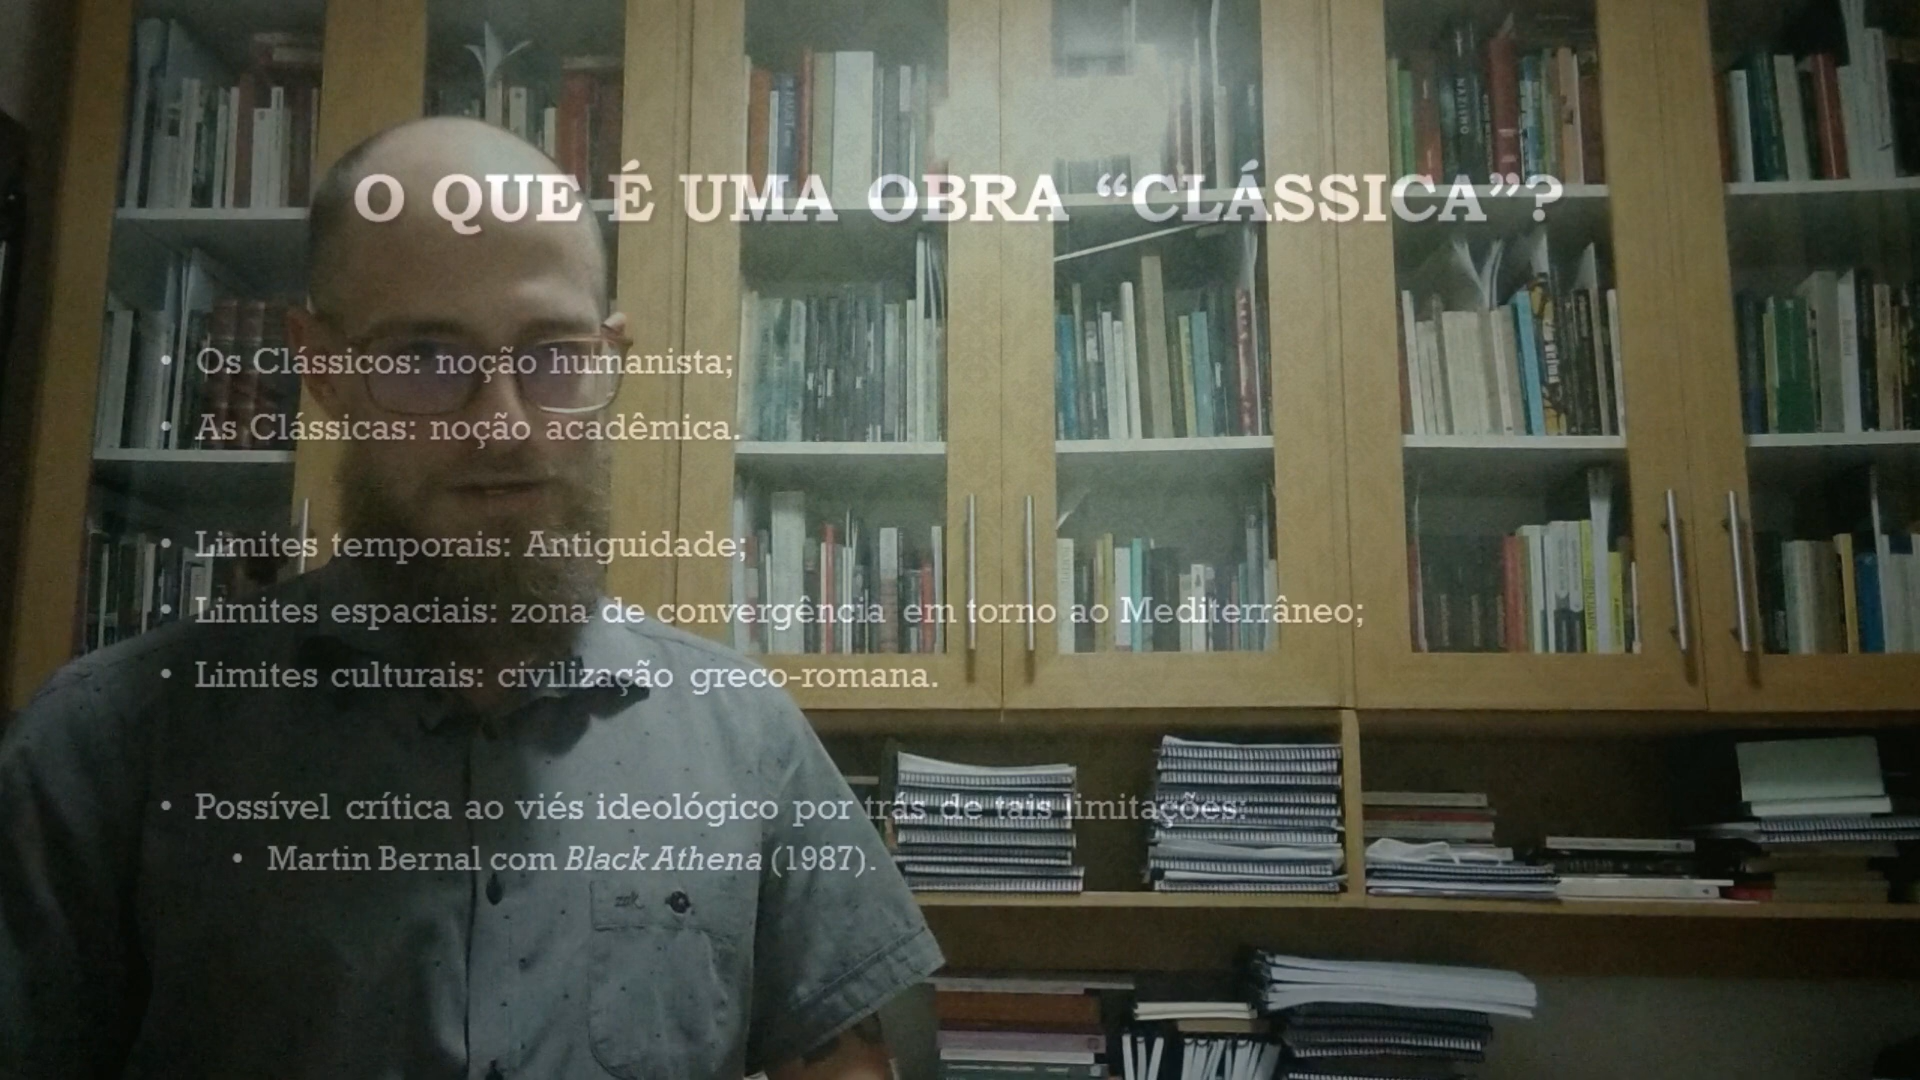 O QUE É UMA OBRA “CLÁSSICA”?
• Os Clássicos: noção humanista;
• As Clássicas: noção acadêmica.
• Limites temporais: Antiguidade;
• Limites espaciais: zona de convergência em torno ao Mediterrâneo;
• Limites culturais: civilização greco-romana.
• Possível crítica ao viés ideológico por trás de tais limitações:
• Martin Bernal com Black Athena (1987).